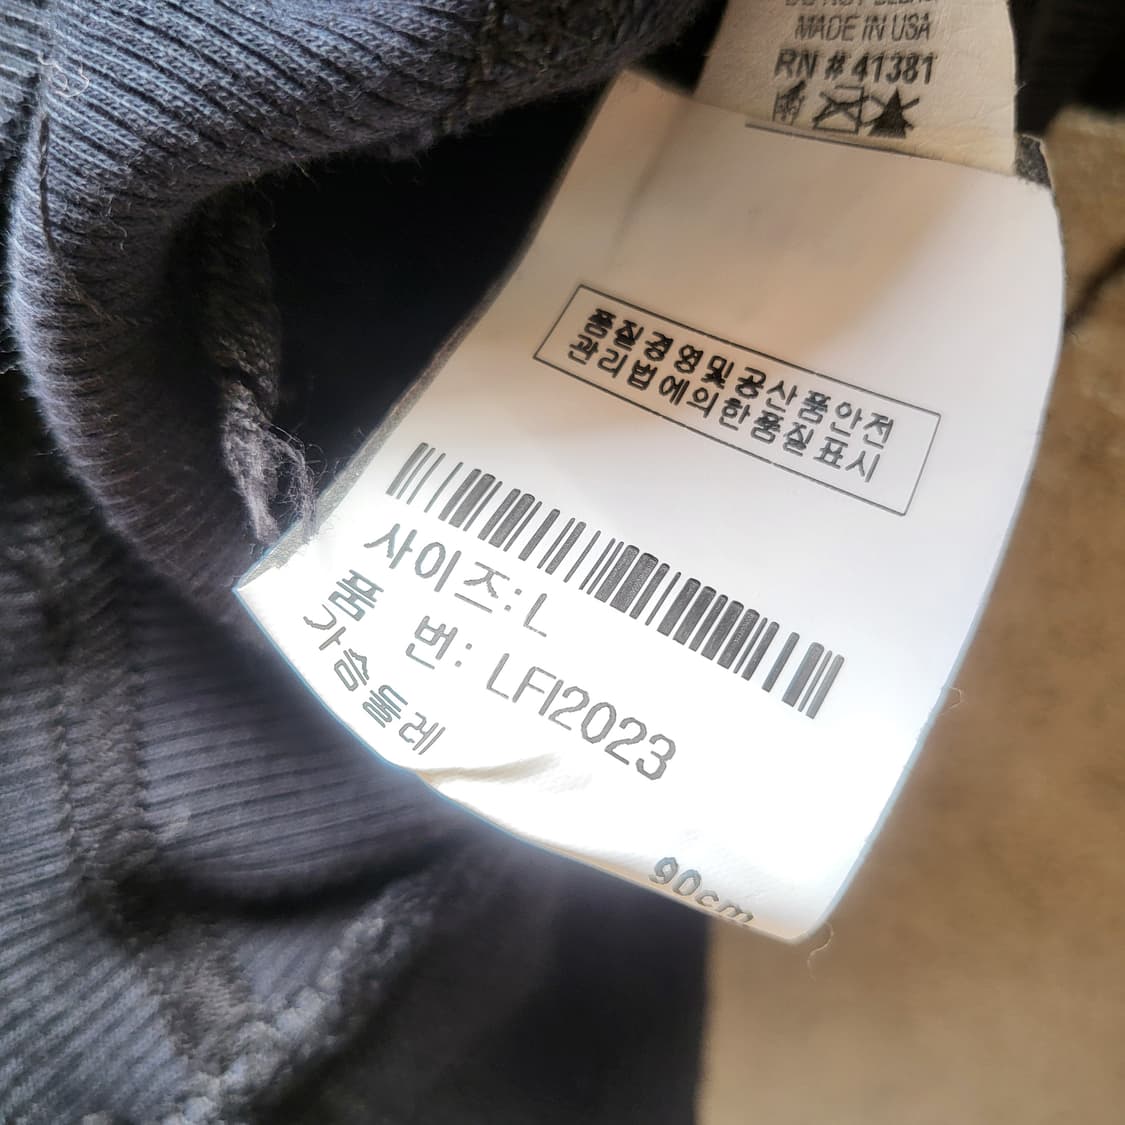 MADE IN USA
RN # 41381
품질경영및공산품안전
관리법에의한품질표시
사이즈: L
품 번: LFI2023
가슴둘레
90cm